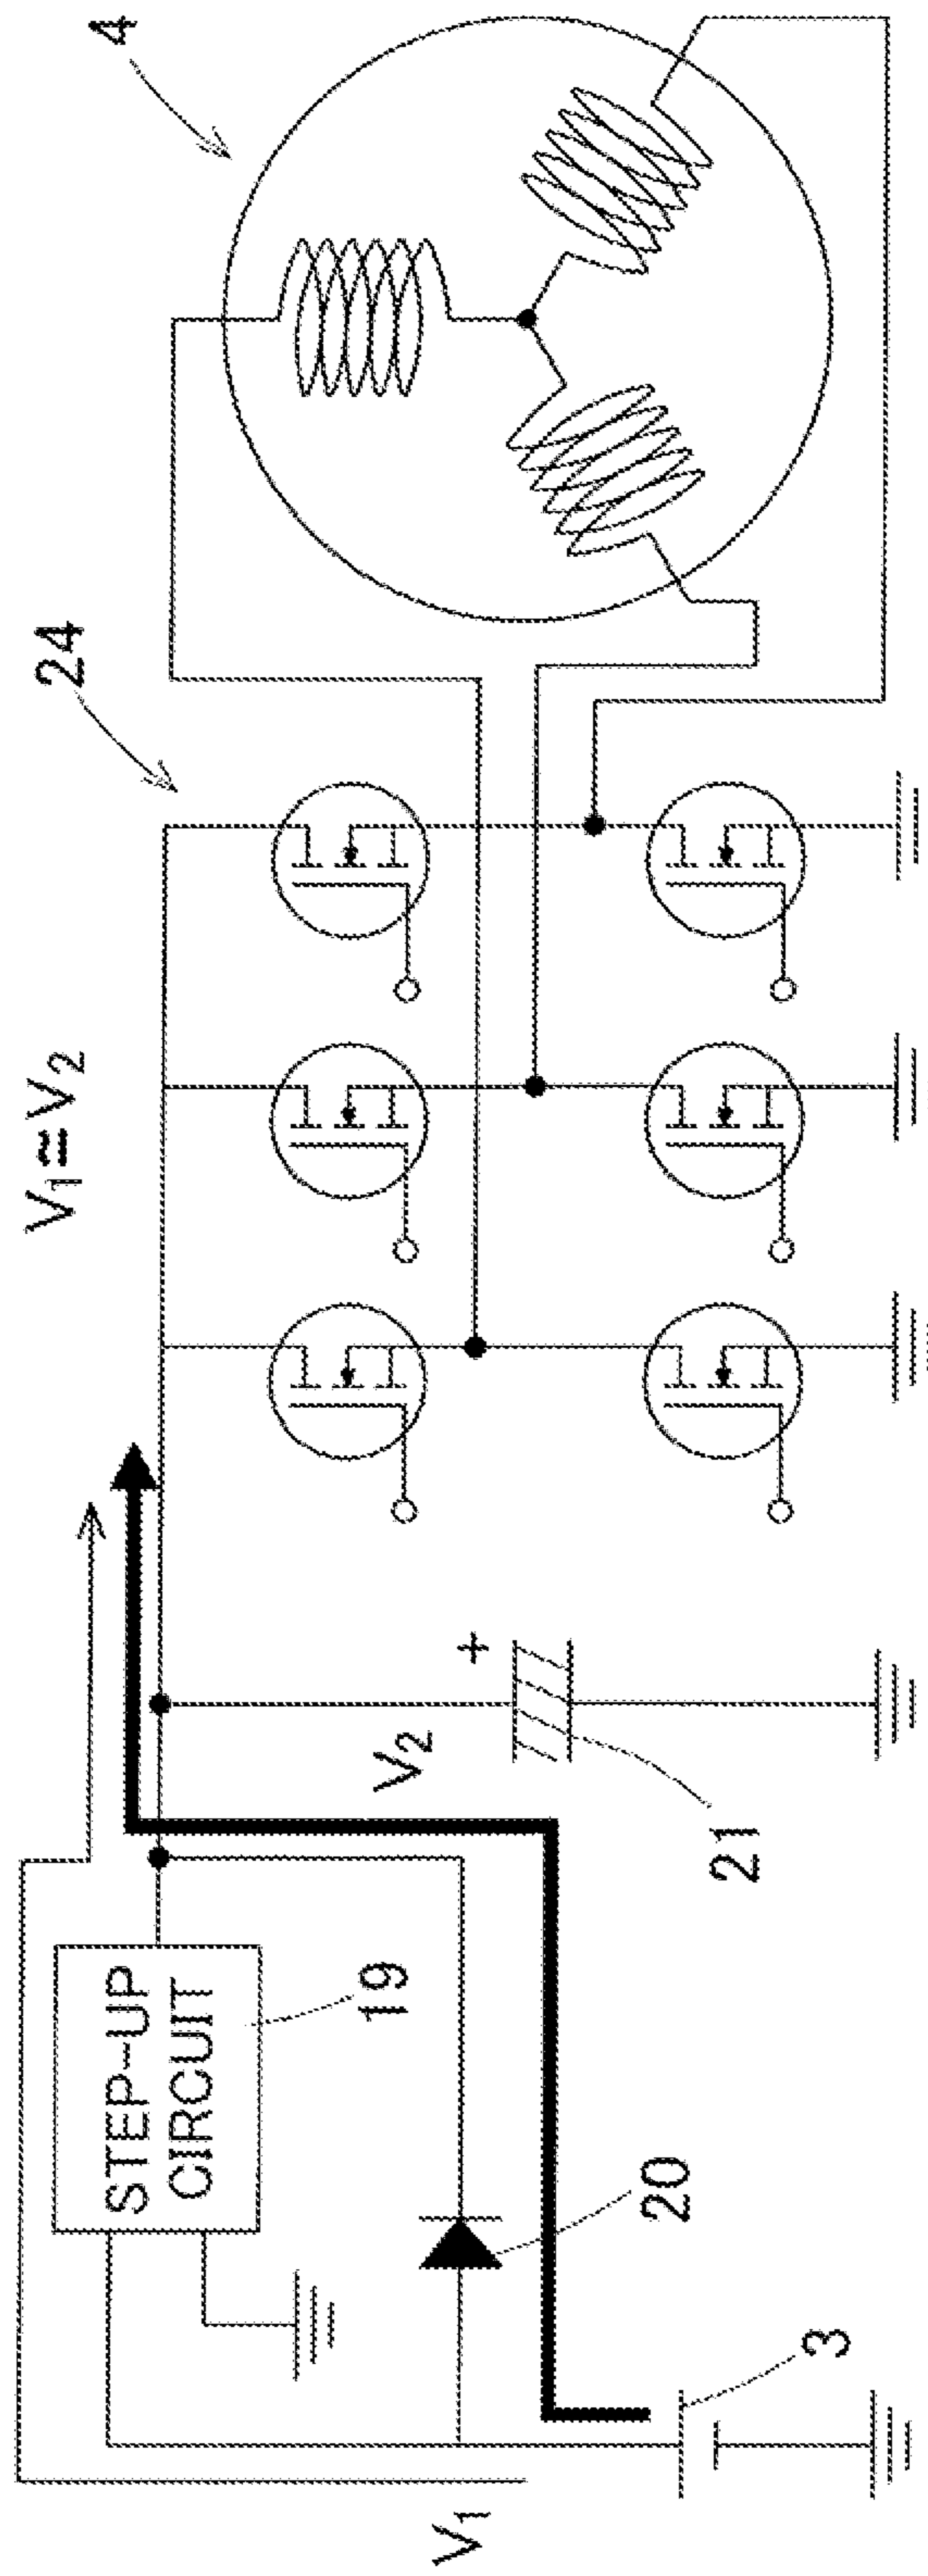 V₁≅V₂
24
4
STEP-UP
CIRCUIT
19
V₂
+
21
20
V₁
3